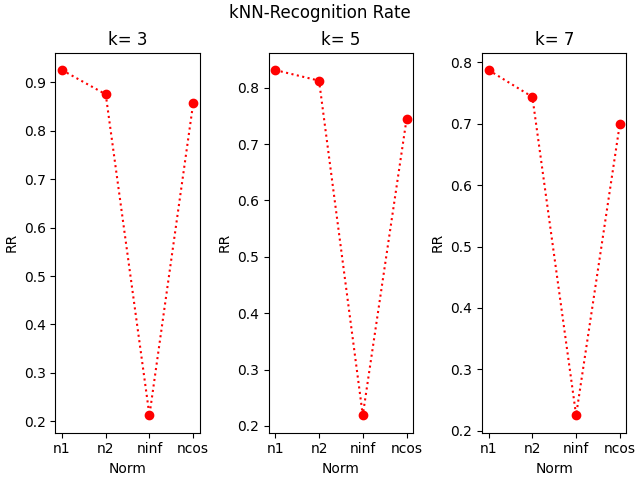 kNN-Recognition Rate
k= 3
0.9
0.8
0.7
0.6
0.5
0.4
0.3
0.2
RR
n1 n2 ninf ncos
Norm
k= 5
0.8
0.7
0.6
0.5
0.4
0.3
0.2
RR
n1 n2 ninf ncos
Norm
k= 7
0.8
0.7
0.6
0.5
0.4
0.3
0.2
RR
n1 n2 ninf ncos
Norm